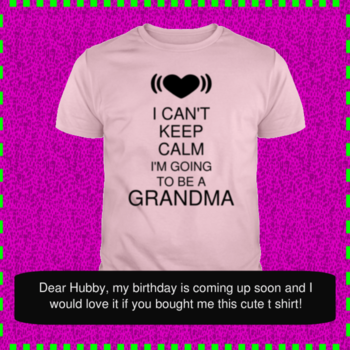 I CAN'T
KEEP
CALM
I'M GOING
TO BE A
GRANDMA
Dear Hubby, my birthday is coming up soon and I
would love it if you bought me this cute t shirt!